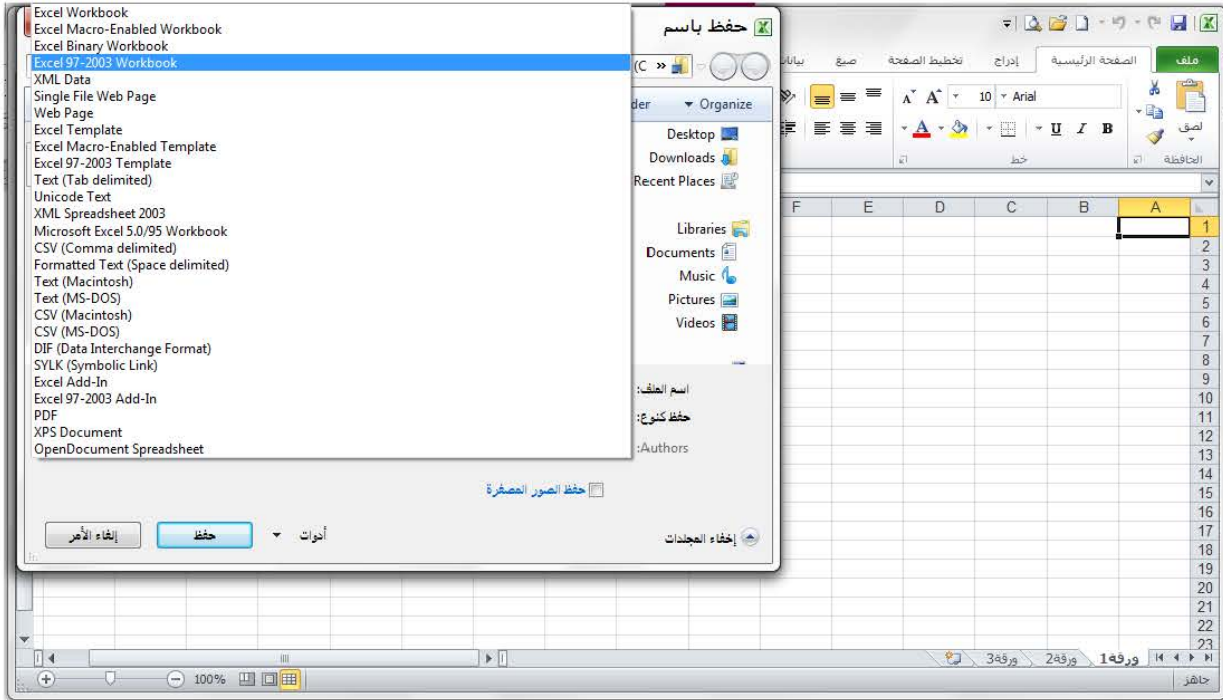 حفظ باسم
Excel Workbook
Excel Macro-Enabled Workbook
Excel Binary Workbook
Excel 97-2003 Workbook
XML Data
Single File Web Page
Web Page
Excel Template
Excel Macro-Enabled Template
Excel 97-2003 Template
Text (Tab delimited)
Unicode Text
XML Spreadsheet 2003
Microsoft Excel 5.0/95 Workbook
CSV (Comma delimited)
Formatted Text (Space delimited)
Text (Macintosh)
Text (MS-DOS)
CSV (Macintosh)
CSV (MS-DOS)
DIF (Data Interchange Format)
SYLK (Symbolic Link)
Excel Add-In
Excel 97-2003 Add-In
PDF
XPS Document
OpenDocument Spreadsheet
Organize
Desktop
Downloads
Recent Places
Libraries
Documents
Music
Pictures
Videos
اسم الملف:
حفظ كنوع:
Authors:
حفظ الصور المصغرة
إخفاء المجلدات
أدوات
حفظ
إلغاء الأمر
ملف الصفحة الرئيسية إدراج تخطيط الصفحة صيغ بيانات
Arial 10
لصق
B I U
الحافظة خط
A B C D E F
1
2
3
4
5
6
7
8
9
10
11
12
13
14
15
16
17
18
19
20
21
22
23
ورقة1 ورقة2 ورقة3
جاهز
100%